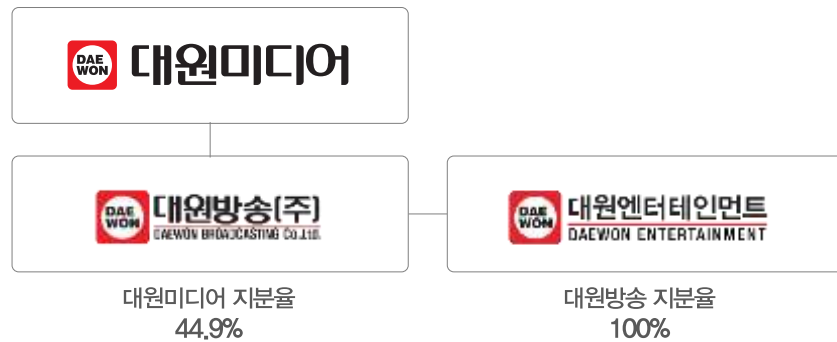 DAE
WON
대원미디어
DAE
WON
대원방송(주)
DAEWON BROADCASTING Co.Ltd.
DAE
WON
대원엔터테인먼트
DAEWON ENTERTAINMENT
대원미디어 지분율
44.9%
대원방송 지분율
100%